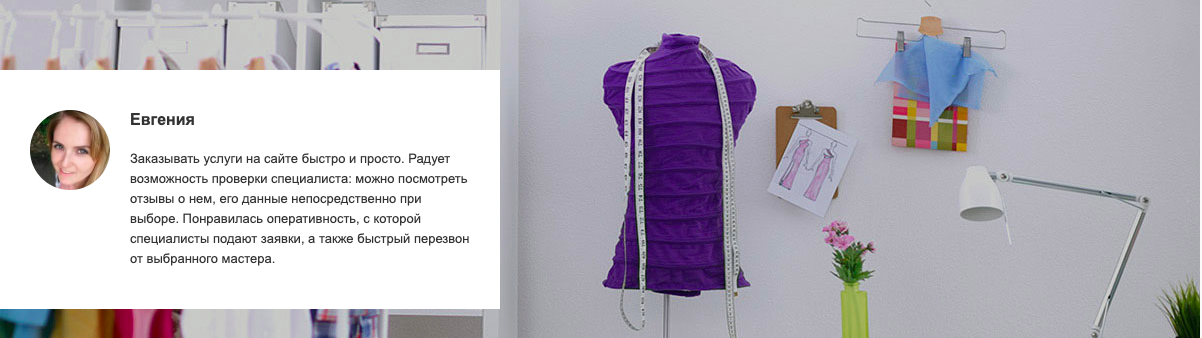 Евгения
Заказывать услуги на сайте быстро и просто. Радует
возможность проверки специалиста: можно посмотреть
отзывы о нем, его данные непосредственно при
выборе. Понравилась оперативность, с которой
специалисты подают заявки, а также быстрый перезвон
от выбранного мастера.